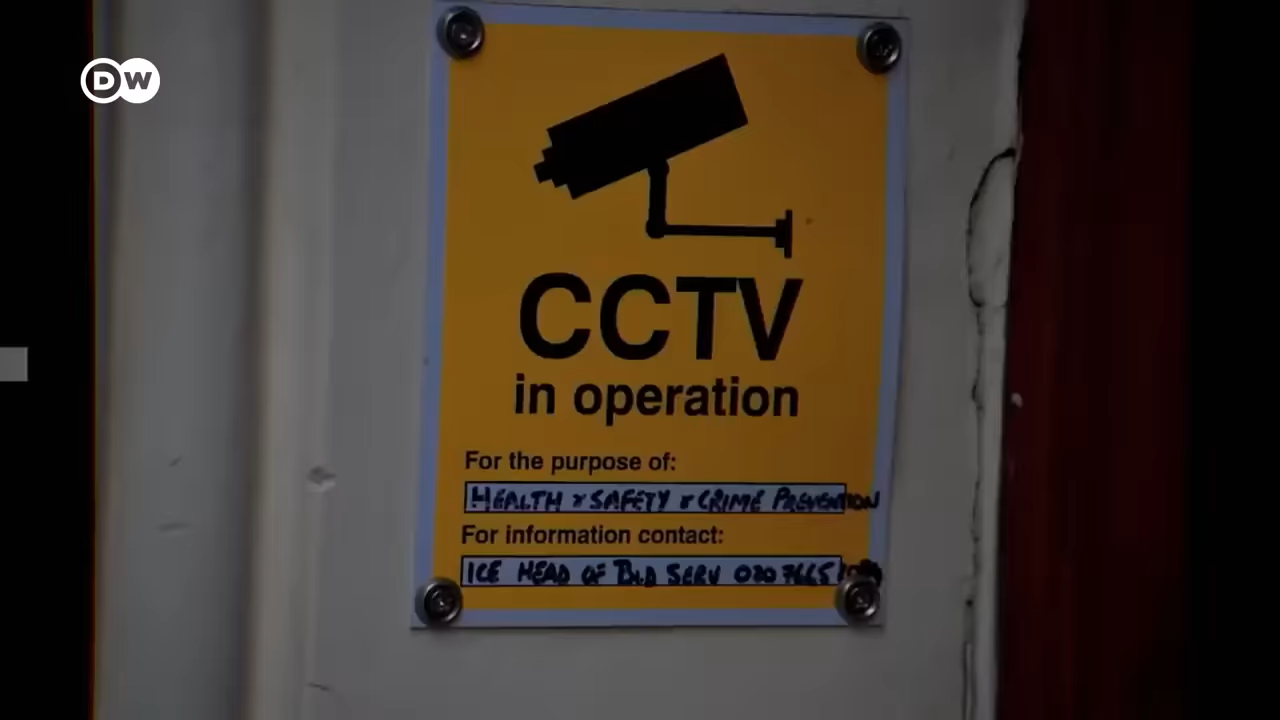 DW
CCTV
in operation
For the purpose of:
HEALTH & SAFETY & CRIME PREVENTION
For information contact:
ICE HEAD OF BLD SERV 020 7665